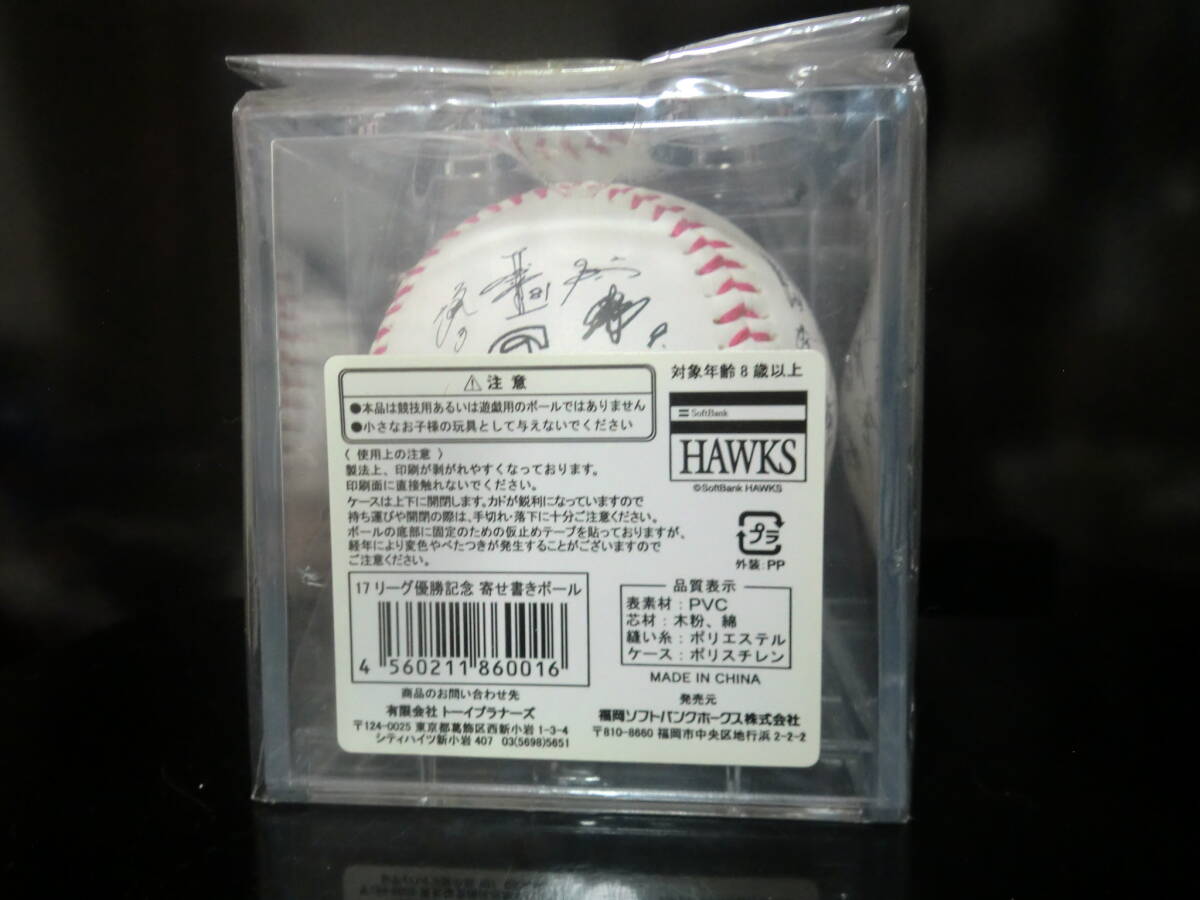 ⚠ 注意
●本品は競技用あるいは遊戯用のボールではありません
●小さなお子様の玩具として与えないでください
対象年齢8歳以上
SoftBank
HAWKS
©SoftBank HAWKS
〈 使用上の注意 〉
製法上、印刷が剥がれやすくなっております。
印刷面に直接触れないでください。
ケースは上下に開閉します。カドが鋭利になっていますので
持ち運びや開閉の際は、手切れ・落下に十分ご注意ください。
ボールの底部に固定のための仮止めテープを貼っておりますが、
経年により変色やべたつきが発生することがございますので
ご注意ください。
プラ
外装:PP
17リーグ優勝記念 寄せ書きボール
4 560211 860016
品質表示
表素材:PVC
芯材:木粉、綿
縫い糸:ポリエステル
ケース:ポリスチレン
MADE IN CHINA
商品のお問い合わせ先
有限会社 トーイプラナーズ
〒124-0025 東京都葛飾区西新小岩1-3-4
シティハイツ新小岩 407 03(5698)5651
発売元
福岡ソフトバンクホークス株式会社
〒810-8660 福岡市中央区地行浜2-2-2
81